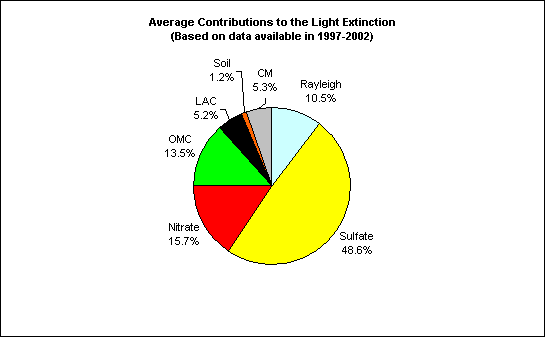 Average Contributions to the Light Extinction
(Based on data available in 1997-2002)
Soil
1.2%
CM
5.3%
Rayleigh
10.5%
LAC
5.2%
OMC
13.5%
Nitrate
15.7%
Sulfate
48.6%